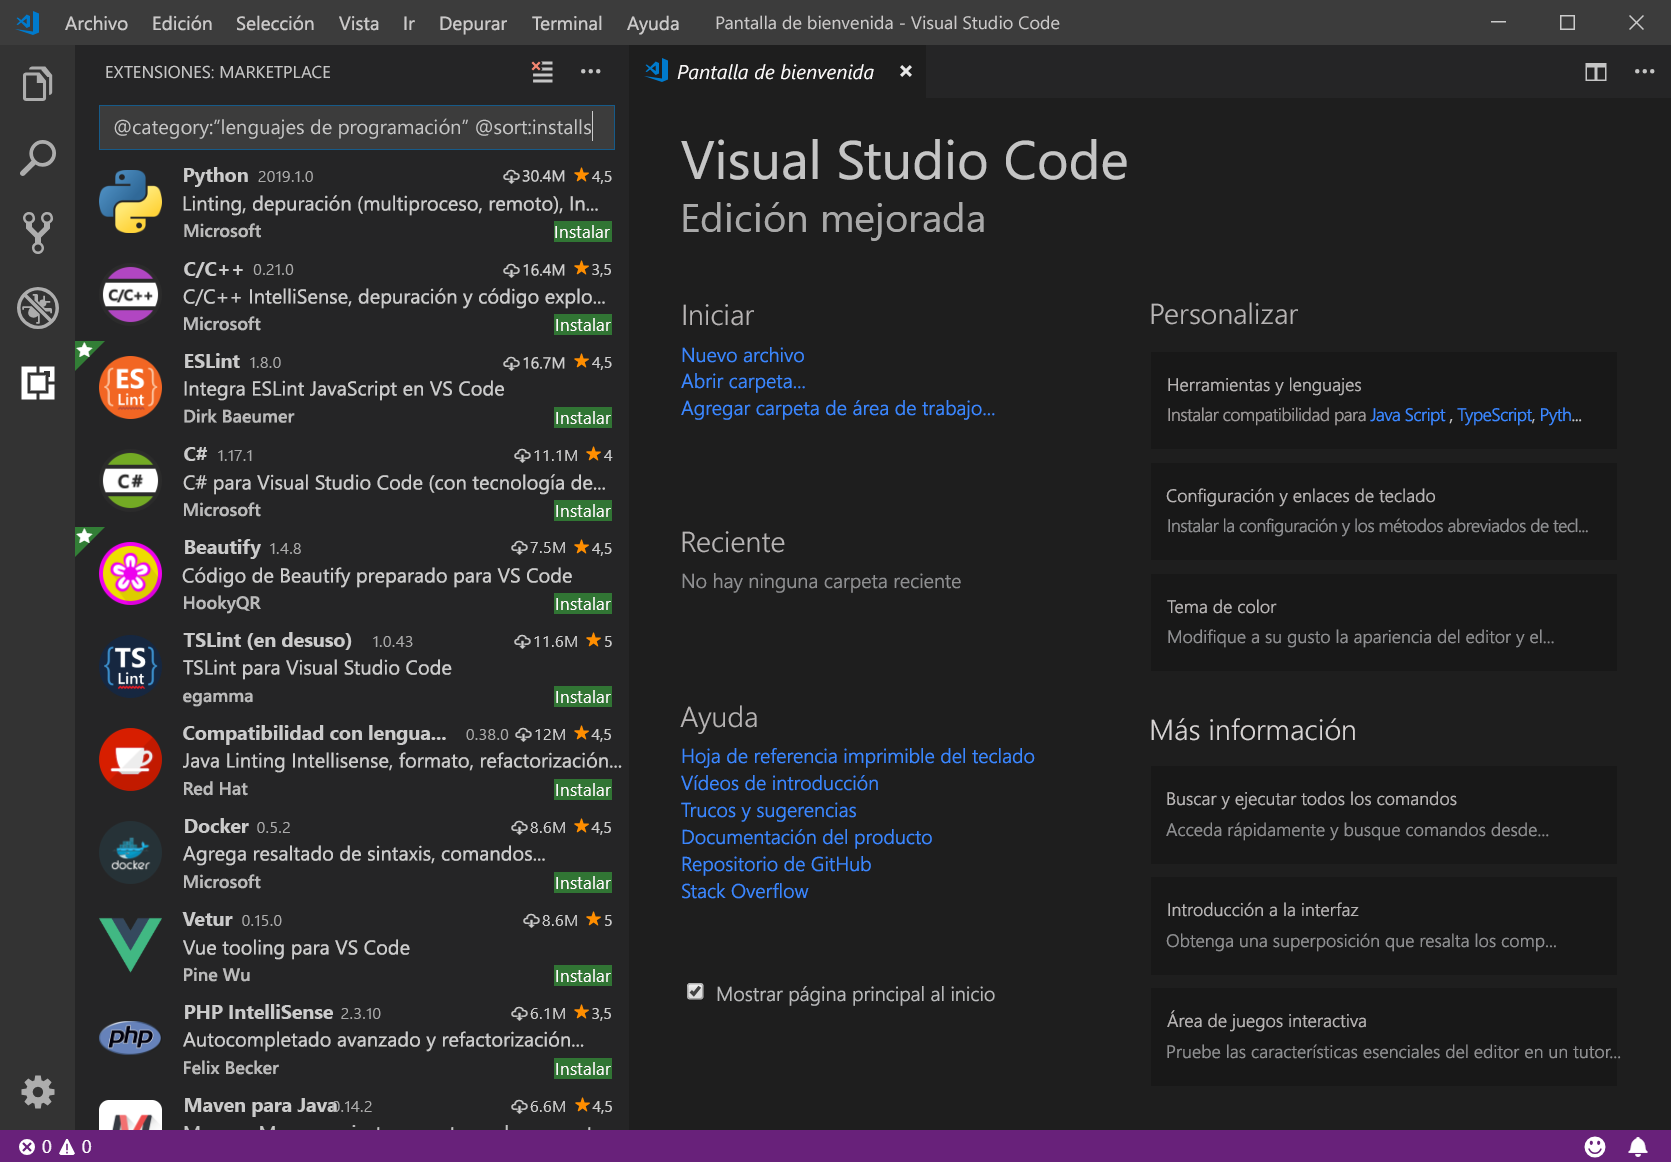 Archivo Edición Selección Vista Ir Depurar Terminal Ayuda Pantalla de bienvenida - Visual Studio Code
EXTENSIONES: MARKETPLACE
@category:"lenguajes de programación" @sort:installs
Python 2019.1.0 30.4M 4,5
Linting, depuración (multiproceso, remoto), In...
Microsoft Instalar
C/C++
C/C++ 0.21.0 16.4M 3,5
C/C++ IntelliSense, depuración y código explo...
Microsoft Instalar
ES Lint
ESLint 1.8.0 16.7M 4,5
Integra ESLint JavaScript en VS Code
Dirk Baeumer Instalar
C#
C# 1.17.1 11.1M 4
C# para Visual Studio Code (con tecnología de...
Microsoft Instalar
Beautify 1.4.8 7.5M 4,5
Código de Beautify preparado para VS Code
HookyQR Instalar
TS Lint
TSLint (en desuso) 1.0.43 11.6M 5
TSLint para Visual Studio Code
egamma Instalar
Compatibilidad con lengua... 0.38.0 12M 4,5
Java Linting Intellisense, formato, refactorización...
Red Hat Instalar
docker
Docker 0.5.2 8.6M 4,5
Agrega resaltado de sintaxis, comandos...
Microsoft Instalar
Vetur 0.15.0 8.6M 5
Vue tooling para VS Code
Pine Wu Instalar
php
PHP IntelliSense 2.3.10 6.1M 3,5
Autocompletado avanzado y refactorización...
Felix Becker Instalar
Maven para Java 0.14.2 6.6M 4,5
Pantalla de bienvenida
Visual Studio Code
Edición mejorada
Iniciar
Nuevo archivo
Abrir carpeta...
Agregar carpeta de área de trabajo...
Reciente
No hay ninguna carpeta reciente
Ayuda
Hoja de referencia imprimible del teclado
Vídeos de introducción
Trucos y sugerencias
Documentación del producto
Repositorio de GitHub
Stack Overflow
Mostrar página principal al inicio
Personalizar
Herramientas y lenguajes
Instalar compatibilidad para Java Script , TypeScript, Pyth...
Configuración y enlaces de teclado
Instalar la configuración y los métodos abreviados de tecl...
Tema de color
Modifique a su gusto la apariencia del editor y el...
Más información
Buscar y ejecutar todos los comandos
Acceda rápidamente y busque comandos desde...
Introducción a la interfaz
Obtenga una superposición que resalta los comp...
Área de juegos interactiva
Pruebe las características esenciales del editor en un tutor...
0 0